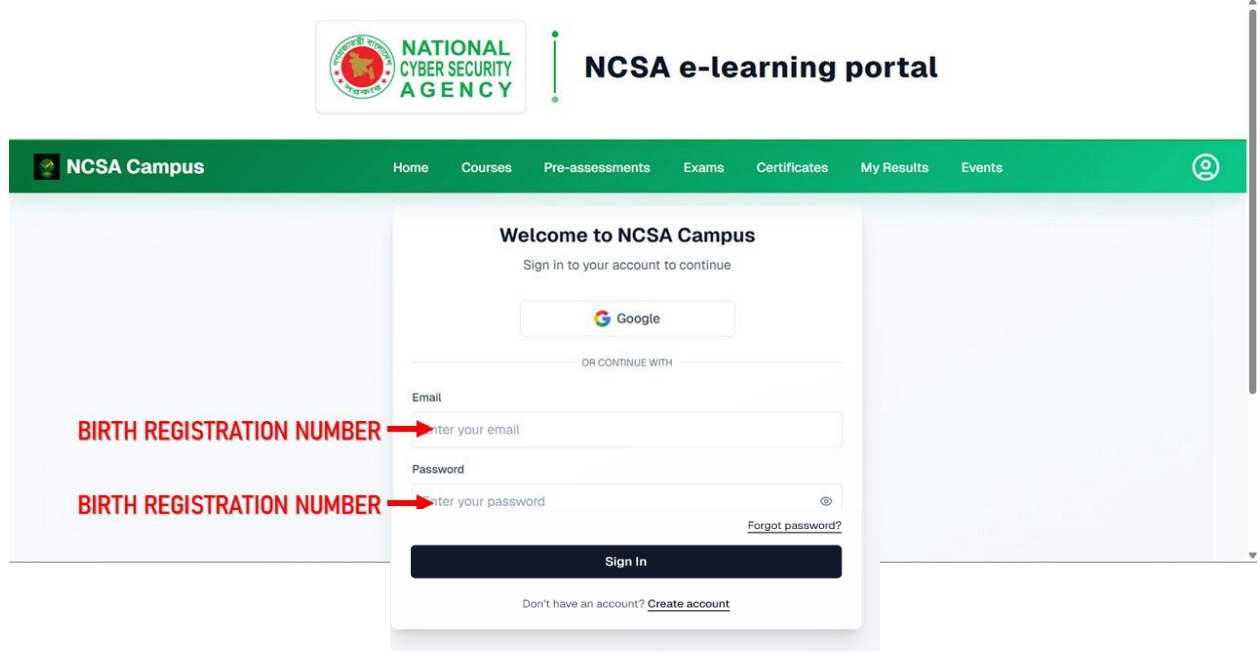 NATIONAL
CYBER SECURITY
AGENCY
NCSA e-learning portal
NCSA Campus
Home Courses Pre-assessments Exams Certificates My Results Events
Welcome to NCSA Campus
Sign in to your account to continue
Google
OR CONTINUE WITH
Email
BIRTH REGISTRATION NUMBER
Enter your email
Password
BIRTH REGISTRATION NUMBER
Enter your password
Forgot password?
Sign In
Don't have an account? Create account